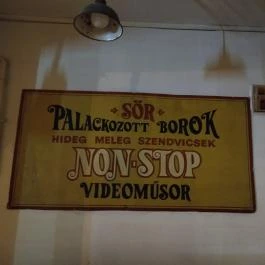 SÖR
PALACKOZOTT BOROK
HIDEG MELEG SZENDVICSEK
NON-STOP
VIDEOMŰSOR